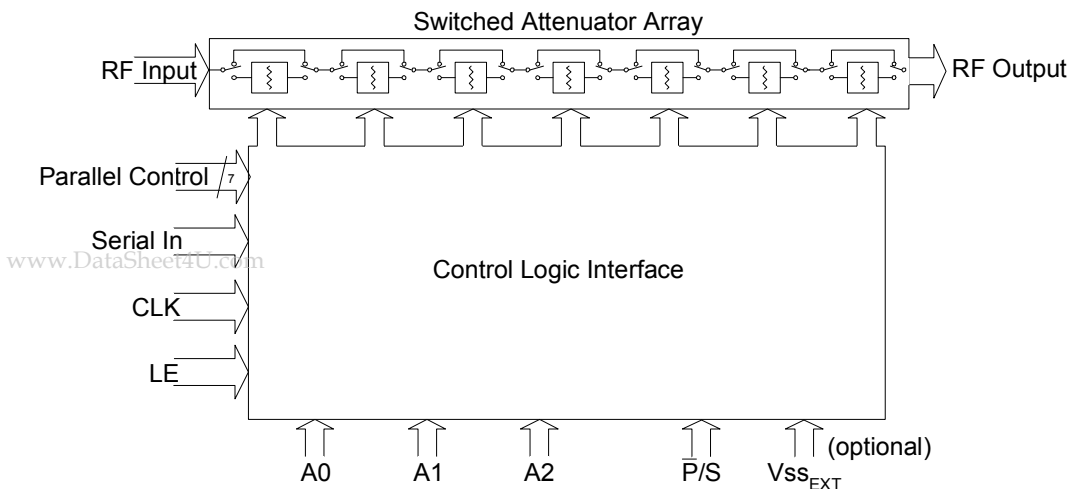 Switched Attenuator Array
RF Input
RF Output
Parallel Control
7
Serial In
www.DataSheet4U.com
Control Logic Interface
CLK
LE
(optional)
A0
A1
A2
P̅/S
VssEXT